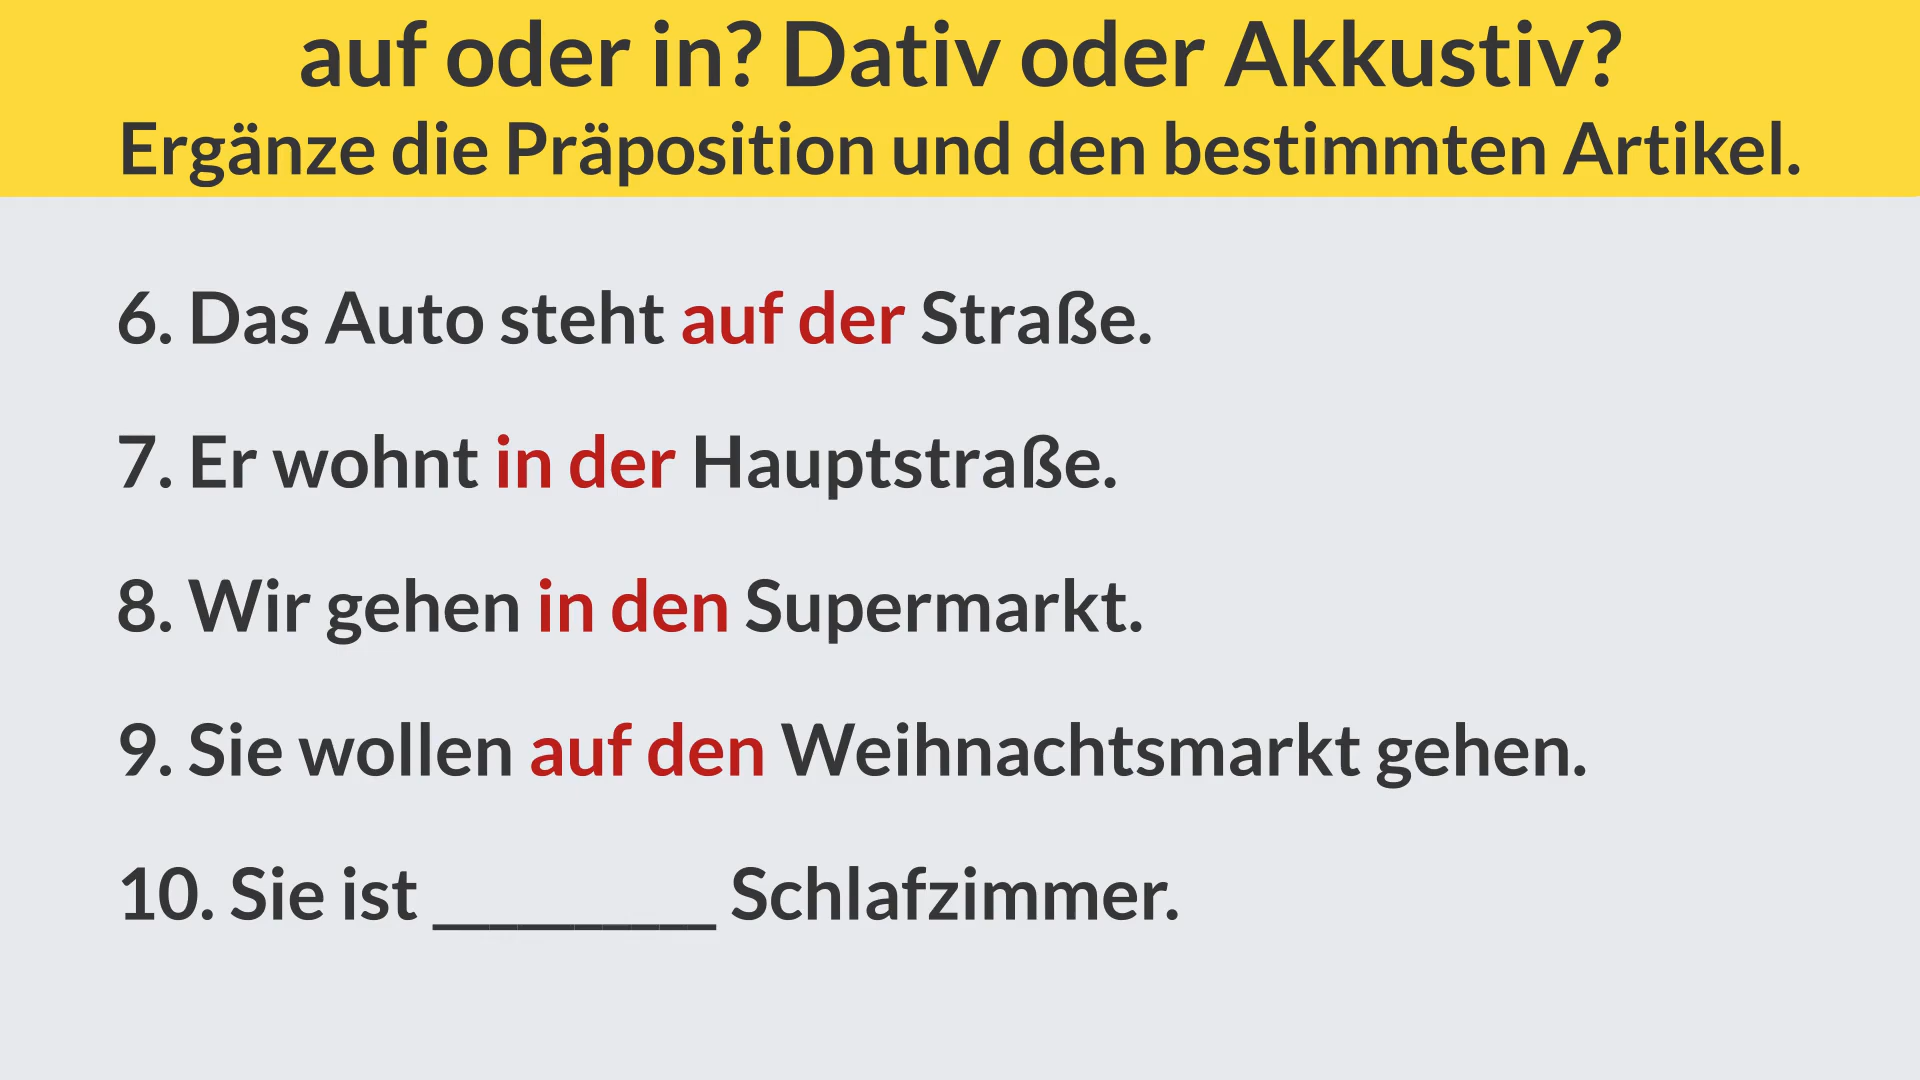 auf oder in? Dativ oder Akkustiv?
Ergänze die Präposition und den bestimmten Artikel.
6. Das Auto steht auf der Straße.
7. Er wohnt in der Hauptstraße.
8. Wir gehen in den Supermarkt.
9. Sie wollen auf den Weihnachtsmarkt gehen.
10. Sie ist __________ Schlafzimmer.